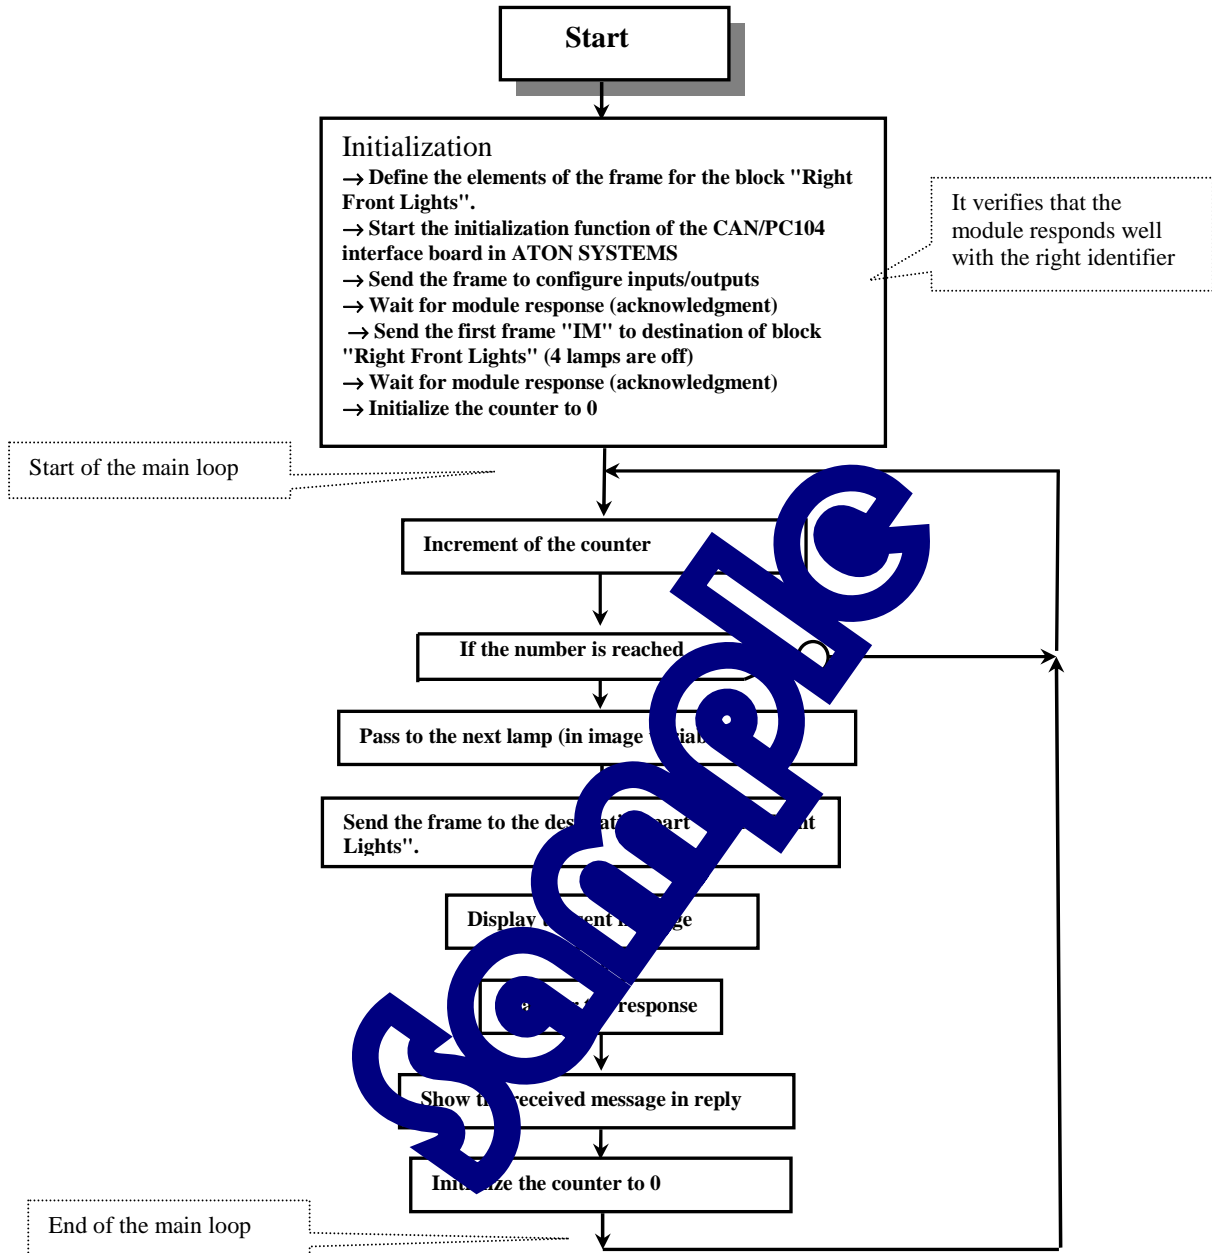 Start
Initialization
→ Define the elements of the frame for the block "Right
Front Lights".
→ Start the initialization function of the CAN/PC104
interface board in ATON SYSTEMS
→ Send the frame to configure inputs/outputs
→ Wait for module response (acknowledgment)
→ Send the first frame "IM" to destination of block
"Right Front Lights" (4 lamps are off)
→ Wait for module response (acknowledgment)
→ Initialize the counter to 0
It verifies that the
module responds well
with the right identifier
Start of the main loop
Increment of the counter
If the number is reached
Pass to the next lamp (in image
Send the frame to the part
Lights".
Display
response
Show received message in reply
Initialize the counter to 0
End of the main loop
Sample